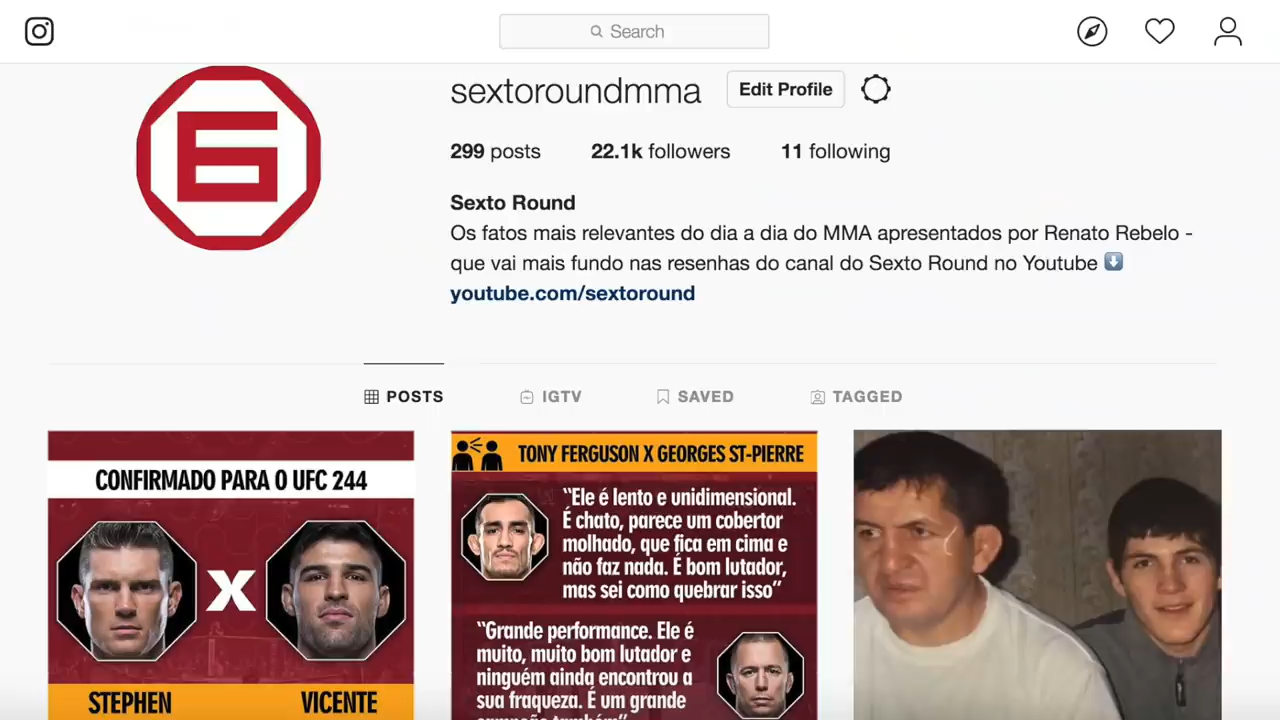 Search
6
sextoroundmma
Edit Profile
299 posts 22.1k followers 11 following
Sexto Round
Os fatos mais relevantes do dia a dia do MMA apresentados por Renato Rebelo -
que vai mais fundo nas resenhas do canal do Sexto Round no Youtube ⬇️
youtube.com/sextoround
POSTS IGTV SAVED TAGGED
CONFIRMADO PARA O UFC 244
X
STEPHEN VICENTE
TONY FERGUSON X GEORGES ST-PIERRE
“Ele é lento e unidimensional.
É chato, parece um cobertor
molhado, que fica em cima e
não faz nada. É bom lutador,
mas sei como quebrar isso”
“Grande performance. Ele é
muito, muito bom lutador e
ninguém ainda encontrou a
sua fraqueza. É um grande
campeão também”